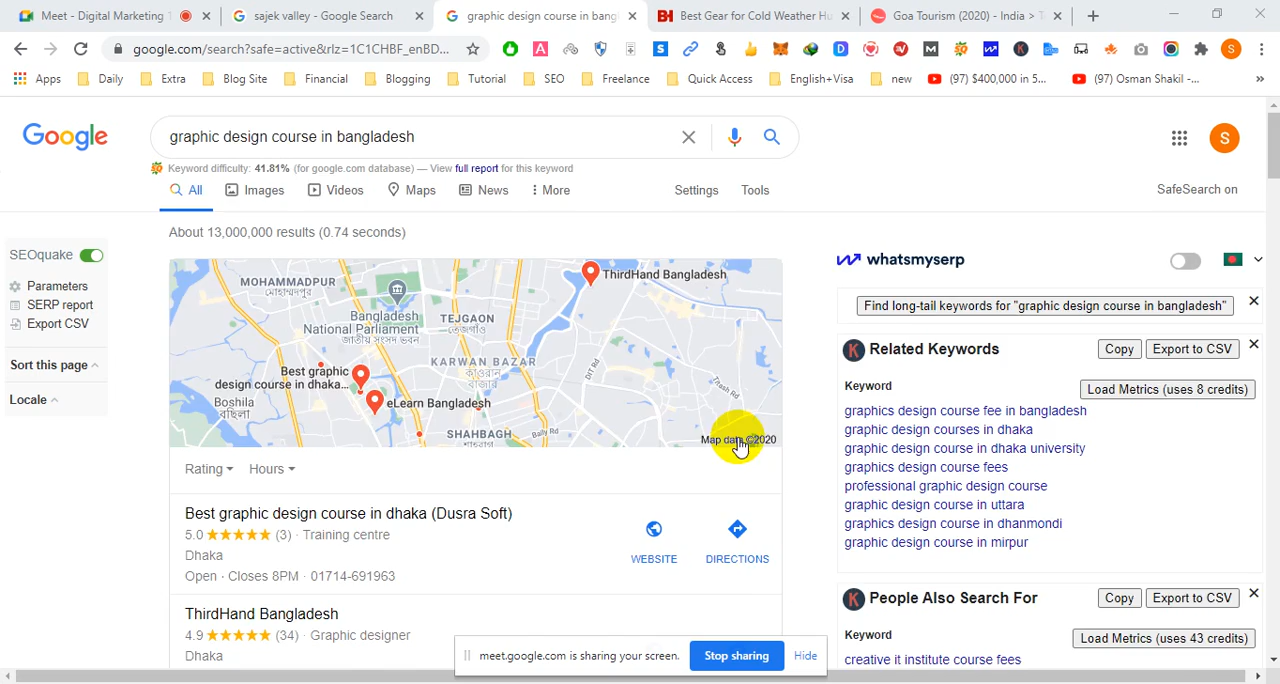 Meet - Digital Marketing T
sajek valley - Google Search
graphic design course in bang
Best Gear for Cold Weather Hu
Goa Tourism (2020) - India > T
google.com/search?safe=active&rlz=1C1CHBF_enBD...
Apps
Daily
Extra
Blog Site
Financial
Blogging
Tutorial
SEO
Freelance
Quick Access
English+Visa
new
(97) $400,000 in 5...
(97) Osman Shakil -...
Google
graphic design course in bangladesh
S
Keyword difficulty: 41.81% (for google.com database) — View full report for this keyword
All
Images
Videos
Maps
News
More
Settings
Tools
SafeSearch on
About 13,000,000 results (0.74 seconds)
SEOquake
Parameters
SERP report
Export CSV
Sort this page
Locale
MOHAMMADPUR
মোহাম্মাদপুর
Bangladesh
National Parliament
জাতীয় সংসদ ভবন
TEJGAON
তেজগাঁও
ThirdHand Bangladesh
KARWAN BAZAR
কাওরান
বাজার
Best graphic
design course in dhaka...
eLearn Bangladesh
Boshila
বছিলা
SHAHBAGH
DIT Rd
Bally Rd
Map data ©2020
Rating
Hours
Best graphic design course in dhaka (Dusra Soft)
5.0 (3) · Training centre
Dhaka
Open · Closes 8PM · 01714-691963
WEBSITE
DIRECTIONS
ThirdHand Bangladesh
4.9 (34) · Graphic designer
Dhaka
whatsmyserp
Find long-tail keywords for "graphic design course in bangladesh"
Related Keywords
Copy
Export to CSV
Keyword
Load Metrics (uses 8 credits)
graphics design course fee in bangladesh
graphic design courses in dhaka
graphic design course in dhaka university
graphics design course fees
professional graphic design course
graphic design course in uttara
graphics design course in dhanmondi
graphic design course in mirpur
People Also Search For
Copy
Export to CSV
Keyword
Load Metrics (uses 43 credits)
creative it institute course fees
meet.google.com is sharing your screen.
Stop sharing
Hide